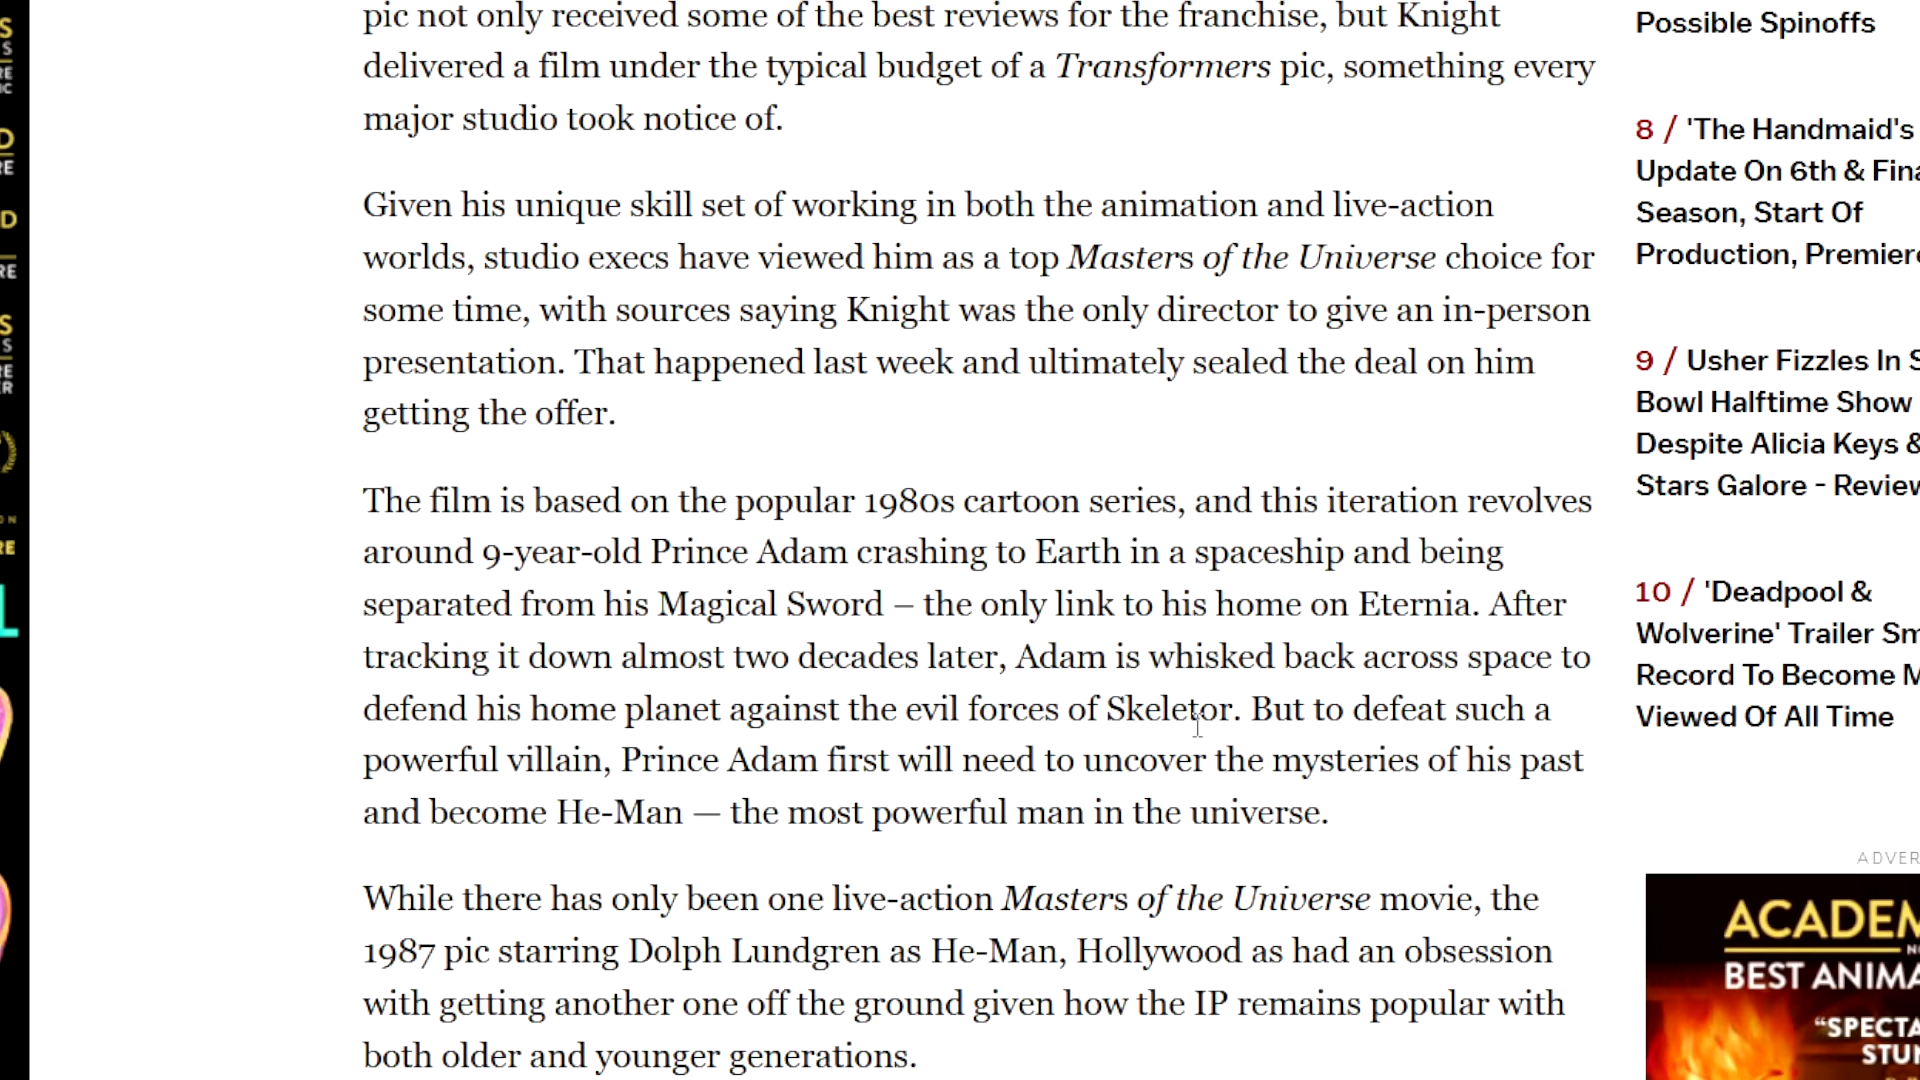 pic not only received some of the best reviews for the franchise, but Knight
delivered a film under the typical budget of a Transformers pic, something every
major studio took notice of.
Given his unique skill set of working in both the animation and live-action
worlds, studio execs have viewed him as a top Masters of the Universe choice for
some time, with sources saying Knight was the only director to give an in-person
presentation. That happened last week and ultimately sealed the deal on him
getting the offer.
The film is based on the popular 1980s cartoon series, and this iteration revolves
around 9-year-old Prince Adam crashing to Earth in a spaceship and being
separated from his Magical Sword – the only link to his home on Eternia. After
tracking it down almost two decades later, Adam is whisked back across space to
defend his home planet against the evil forces of Skeletor. But to defeat such a
powerful villain, Prince Adam first will need to uncover the mysteries of his past
and become He-Man — the most powerful man in the universe.
While there has only been one live-action Masters of the Universe movie, the
1987 pic starring Dolph Lundgren as He-Man, Hollywood as had an obsession
with getting another one off the ground given how the IP remains popular with
both older and younger generations.
Possible Spinoffs
8 / 'The Handmaid's
Update On 6th & Fina
Season, Start Of
Production, Premiere
9 / Usher Fizzles In S
Bowl Halftime Show
Despite Alicia Keys &
Stars Galore - Review
10 / 'Deadpool &
Wolverine' Trailer Sm
Record To Become M
Viewed Of All Time
ADVER
ACADEM
BEST ANIMA
“SPECTA
STUN